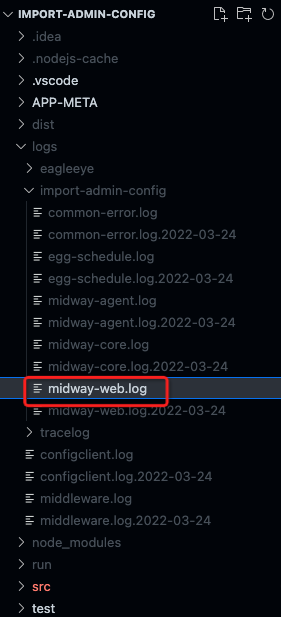 IMPORT-ADMIN-CONFIG
.idea
.nodejs-cache
.vscode
APP-META
dist
logs
eagleeye
import-admin-config
common-error.log
common-error.log.2022-03-24
egg-schedule.log
egg-schedule.log.2022-03-24
midway-agent.log
midway-agent.log.2022-03-24
midway-core.log
midway-core.log.2022-03-24
midway-web.log
midway-web.log.2022-03-24
tracelog
configclient.log
configclient.log.2022-03-24
middleware.log
middleware.log.2022-03-24
node_modules
run
src
test